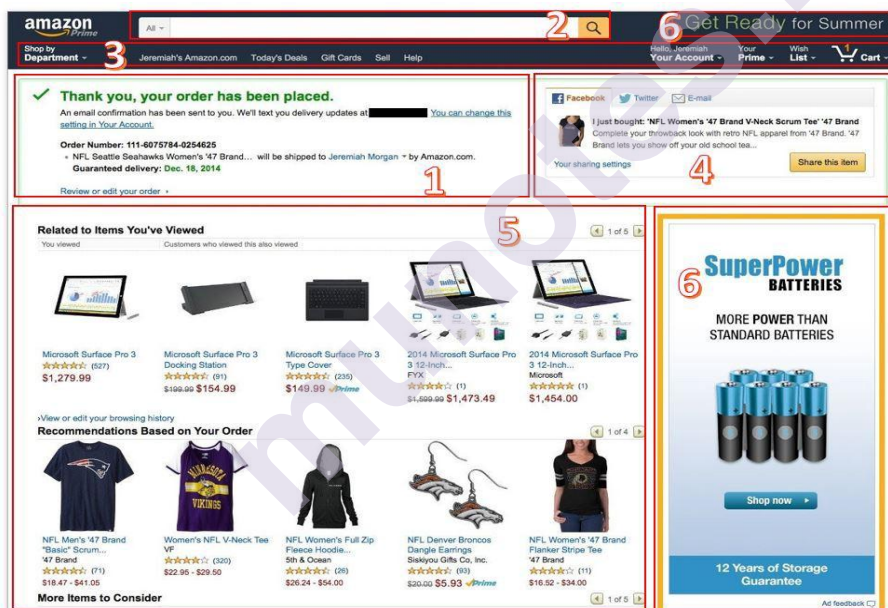 amazon
Prime
All
2
6 Get Ready for Summer
Shop by
Department
3
Jeremiah's Amazon.com Today's Deals Gift Cards Sell Help
Hello, Jeremiah
Your Account
Your
Prime
Wish
List
1
Cart
Thank you, your order has been placed.
An email confirmation has been sent to you. We'll text you delivery updates at You can change this
setting in Your Account.
Order Number: 111-6075784-0254625
• NFL Seattle Seahawks Women's '47 Brand... will be shipped to Jeremiah Morgan by Amazon.com.
Guaranteed delivery: Dec. 18, 2014
1
Review or edit your order
Facebook Twitter E-mail
I just bought: 'NFL Women's '47 Brand V-Neck Scrum Tee' '47 Brand
Complete your throwback look with retro NFL apparel from '47 Brand. '47
Brand lets you show off your old school tea...
Your sharing settings
4
Share this item
Related to Items You've Viewed
5
1 of 5
You viewed Customers who viewed this also viewed
Microsoft Surface Pro 3
(527)
$1,279.99
Microsoft Surface Pro 3
Docking Station
(91)
$199.99 $154.99
Microsoft Surface Pro 3
Type Cover
(235)
$149.99 Prime
2014 Microsoft Surface Pro
3 12-Inch...
FYX
(1)
$1,599.99 $1,473.49
2014 Microsoft Surface Pro
3 12-Inch...
Microsoft
(1)
$1,454.00
›View or edit your browsing history
Recommendations Based on Your Order
1 of 4
MINNESOTA
VIKINGS
NFL Men's '47 Brand
"Basic" Scrum...
'47 Brand
(71)
$18.47 - $41.05
Women's NFL V-Neck Tee
VF
(320)
$22.95 - $29.50
NFL Women's Full Zip
Fleece Hoodie...
5th & Ocean
(26)
$26.24 - $54.00
NFL Denver Broncos
Dangle Earrings
Siskiyou Gifts Co, Inc.
(93)
$20.00 $5.93 Prime
NFL Women's '47 Brand
Flanker Stripe Tee
'47 Brand
(11)
$16.52 - $34.00
More Items to Consider
1 of 5
6
SuperPower
BATTERIES
MORE POWER THAN
STANDARD BATTERIES
Shop now
12 Years of Storage
Guarantee
Ad feedback
munotes.